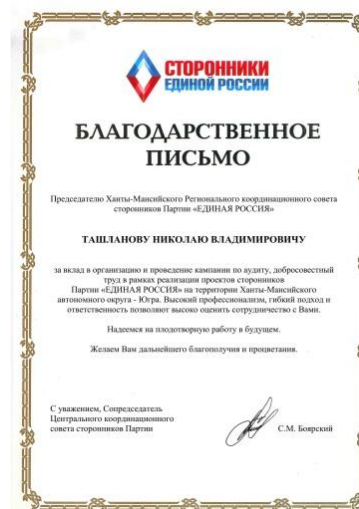 СТОРОННИКИ
ЕДИНОЙ РОССИИ
БЛАГОДАРСТВЕННОЕ
ПИСЬМО
Председателю Ханты-Мансийского Регионального координационного совета
сторонников Партии «ЕДИНАЯ РОССИЯ»
ТАШЛАНОВУ НИКОЛАЮ ВЛАДИМИРОВИЧУ
за вклад в организацию и проведение кампании по аудиту, добросовестный
труд в рамках реализации проектов сторонников
Партии «ЕДИНАЯ РОССИЯ» на территории Ханты-Мансийского
автономного округа - Югра. Высокий профессионализм, гибкий подход и
ответственность позволяют высоко оценить сотрудничество с Вами.
Надеемся на плодотворную работу в будущем.
Желаем Вам дальнейшего благополучия и процветания.
С уважением, Сопредседатель
Центрального координационного
совета сторонников Партии
С.М. Боярский